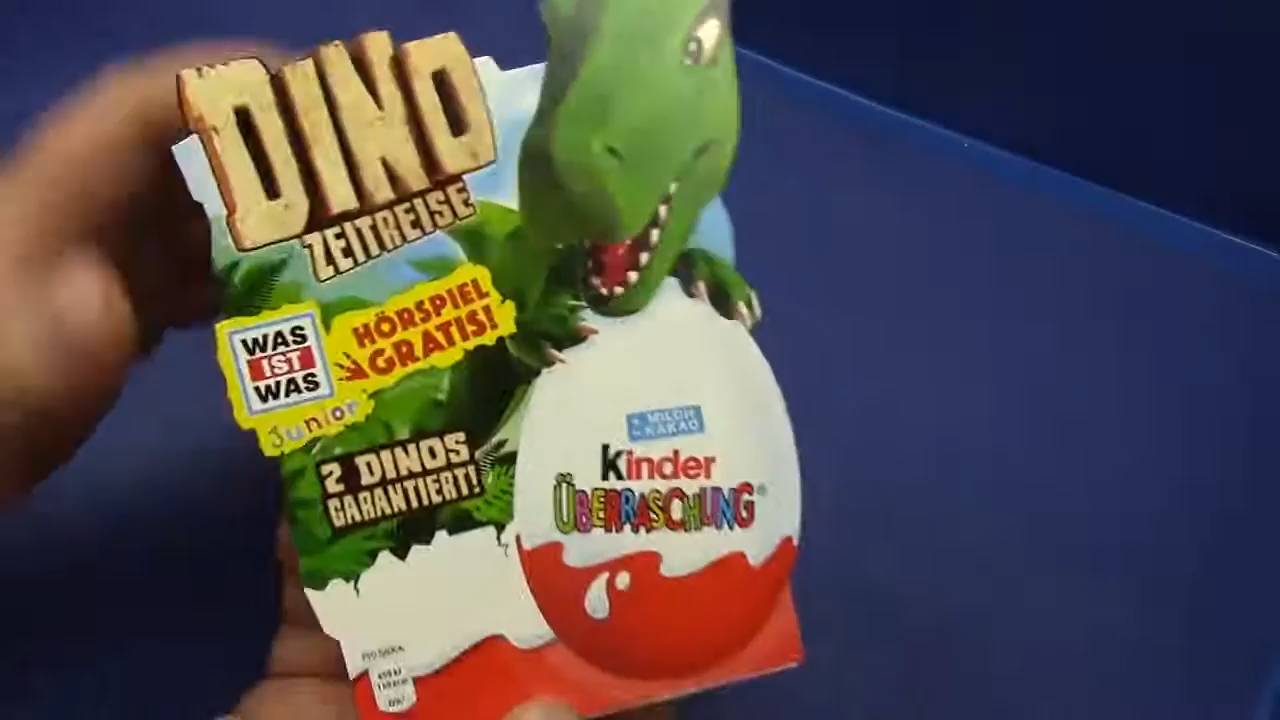 DINO
ZEITREISE
HÖRSPIEL
GRATIS!
WAS
IST
WAS
Junior
2 DINOS
GARANTIERT!
+ MILCH
- KAKAO
kinder
ÜBERRASCHUNG®